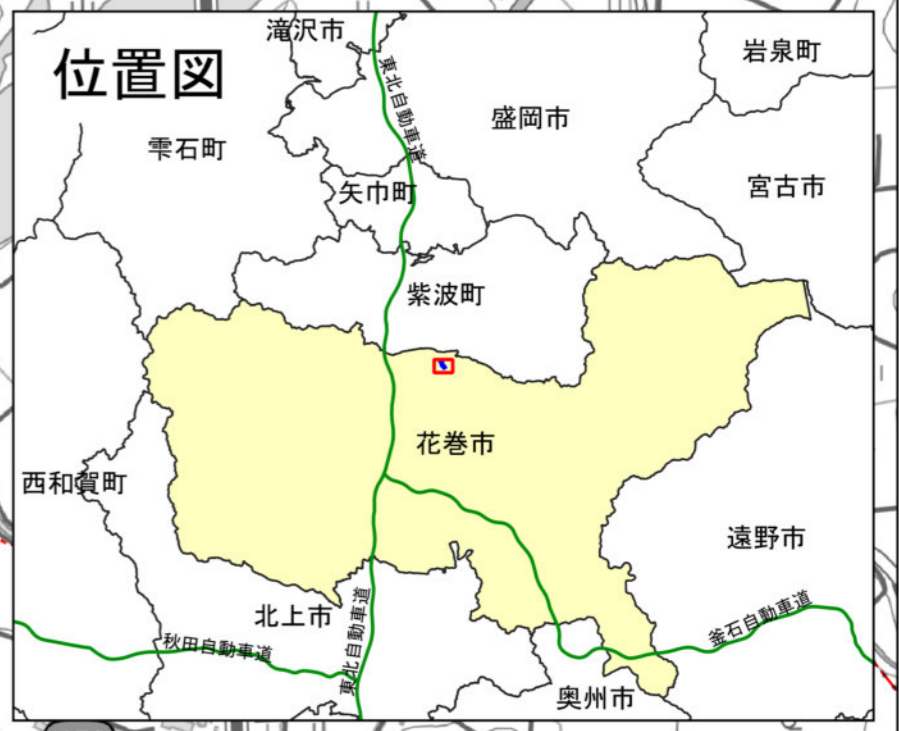 滝沢市
岩泉町
位置図
東北自動車道
盛岡市
雫石町
矢巾町
宮古市
紫波町
花巻市
西和賀町
遠野市
北上市
東北自動車道
釜石自動車道
秋田自動車道
奥州市